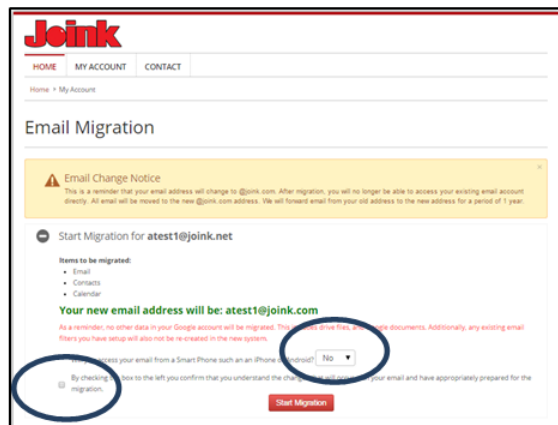 Joink
HOME MY ACCOUNT CONTACT
Home My Account
Email Migration
Email Change Notice
This is a reminder that your email address will change to @joink.com. After migration, you will no longer be able to access your existing email account
directly. All email will be moved to the new @joink.com address. We will forward email from your old address to the new address for a period of 1 year.
Start Migration for atest1@joink.net
Items to be migrated:
• Email
• Contacts
• Calendar
Your new email address will be: atest1@joink.com
As a reminder, no other data in your Google account will be migrated. This drive files, and documents. Additionally, any existing email
filters you have setup will also not be re-created in the new system.
access your email from a Smart Phone such an iPhone or Android? No
By checking box to the left you confirm that you understand the your email and have appropriately prepared for the
migration.
Start Migration